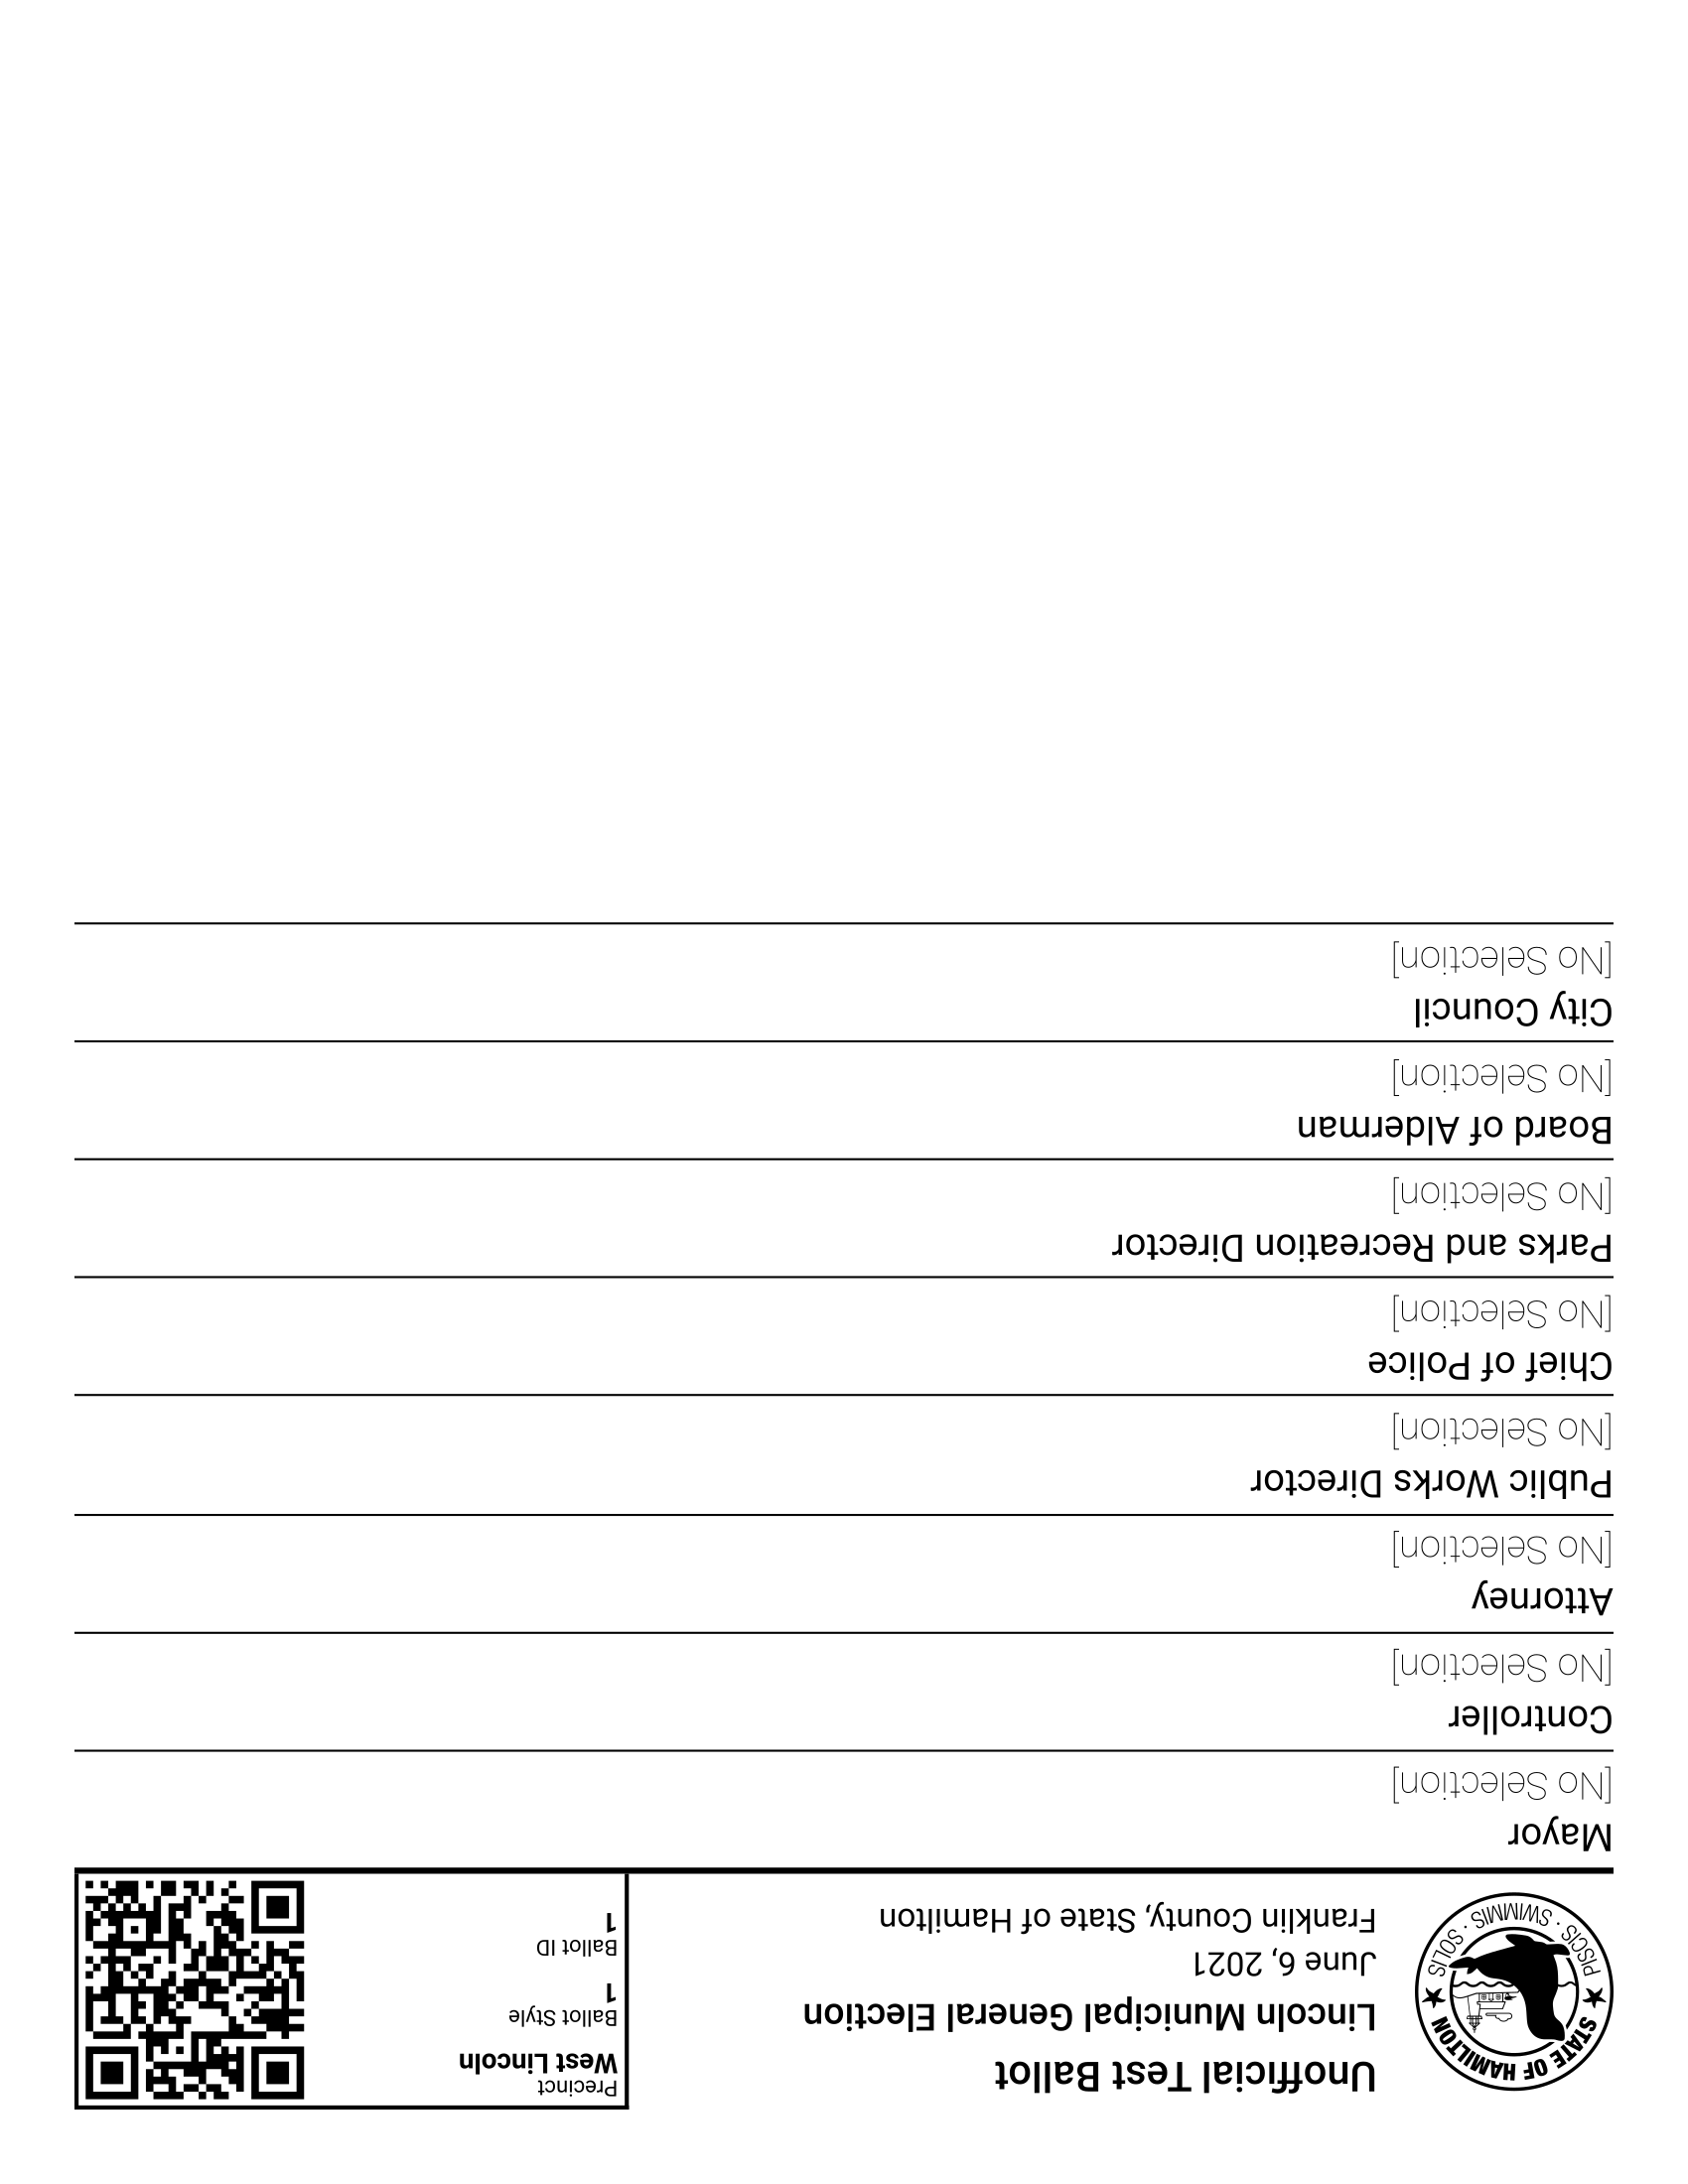 STATE OF HAMILTON
PISCIS · SWIMMIS · SOLIS
Unofficial Test Ballot
Lincoln Municipal General Election
June 6, 2021
Franklin County, State of Hamilton
Precinct
West Lincoln
Ballot Style
1
Ballot ID
1
Mayor
[No Selection]
Controller
[No Selection]
Attorney
[No Selection]
Public Works Director
[No Selection]
Chief of Police
[No Selection]
Parks and Recreation Director
[No Selection]
Board of Alderman
[No Selection]
City Council
[No Selection]